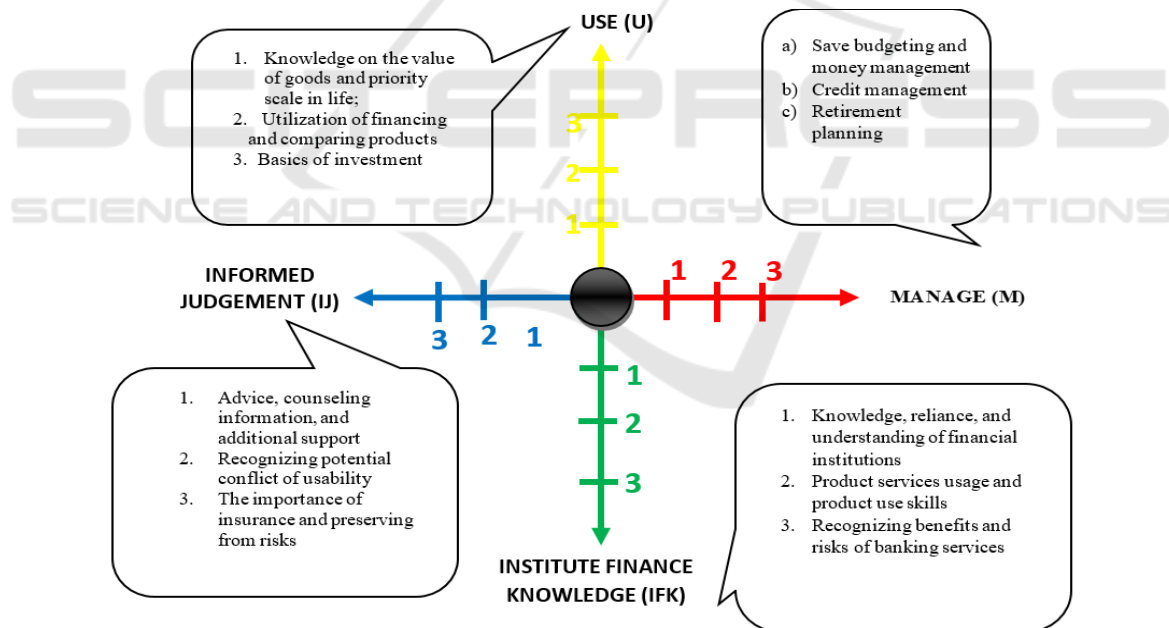 USE (U)
1. Knowledge on the value
of goods and priority
scale in life;
2. Utilization of financing
and comparing products
3. Basics of investment
a) Save budgeting and
money management
b) Credit management
c) Retirement
planning
SCITEPRESS
SCIENCE AND TECHNOLOGY PUBLICATIONS
3
2
1
INFORMED
JUDGEMENT (IJ)
3 2 1
1 2 3
MANAGE (M)
1
2
3
1. Advice, counseling
information, and
additional support
2. Recognizing potential
conflict of usability
3. The importance of
insurance and preserving
from risks
1. Knowledge, reliance, and
understanding of financial
institutions
2. Product services usage and
product use skills
3. Recognizing benefits and
risks of banking services
INSTITUTE FINANCE
KNOWLEDGE (IFK)